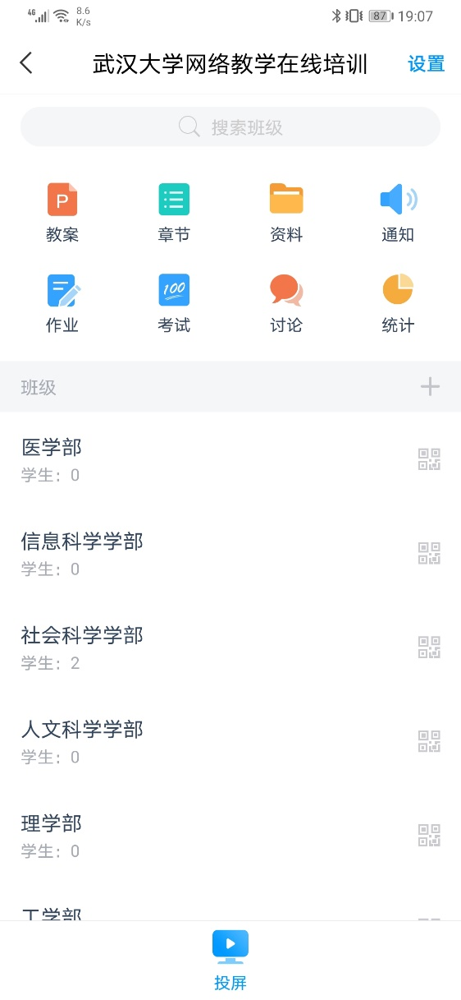 4G 8.6 K/s 87 19:07
武汉大学网络教学在线培训 设置
搜索班级
P 100
教案 章节 资料 通知
作业 考试 讨论 统计
班级
医学部
学生：0
信息科学学部
学生：0
社会科学学部
学生：2
人文科学学部
学生：0
理学部
学生：0
工学部
投屏